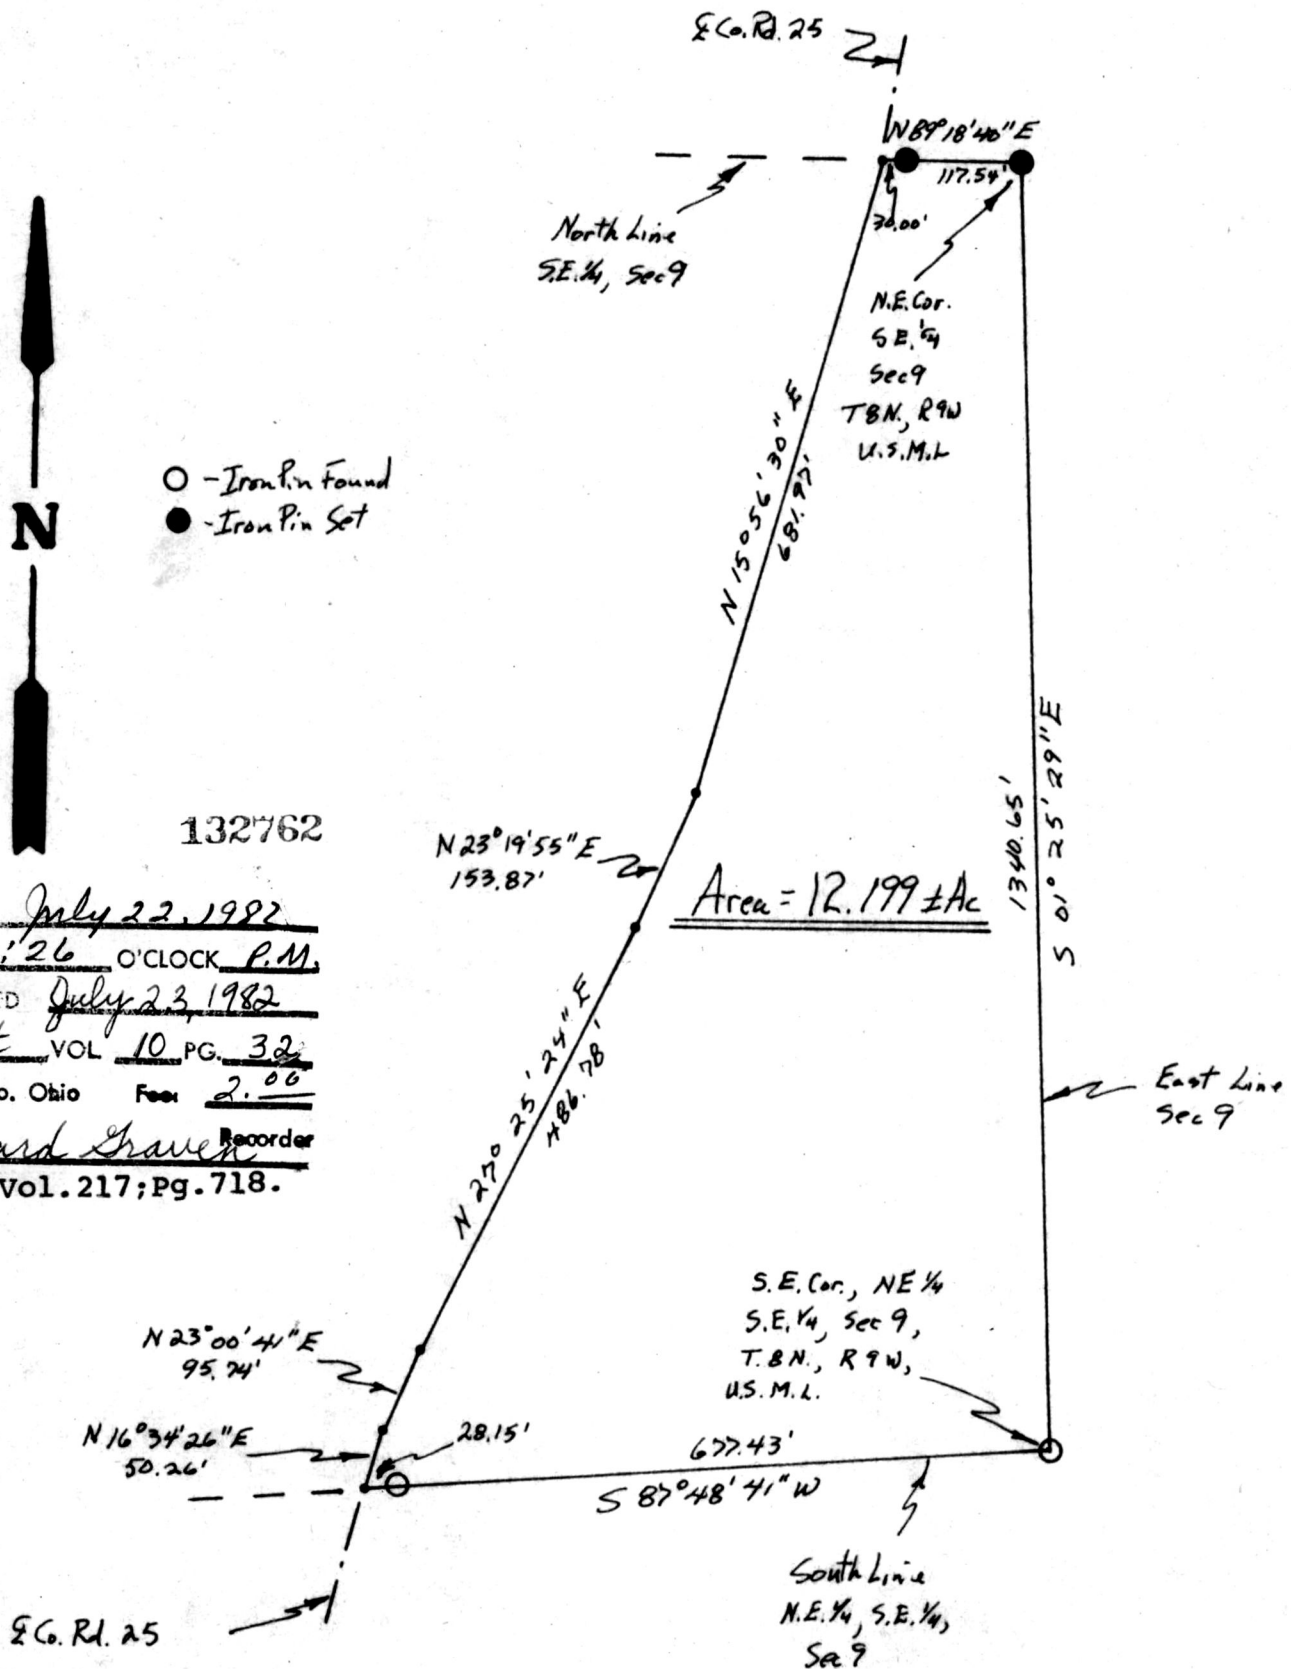 ℄ Co. Rd. 25
N 89° 18' 40" E
117.54'
30.00'
North Line
S.E. ¼, Sec 9
N.E. Cor.
S.E. ¼
Sec 9
T8N., R9W
U.S.M.L
N 15° 56' 30" E
681.97'
O - Iron Pin Found
● - Iron Pin Set
N
132762
July 22, 1982
:26 O'CLOCK P.M.
ED July 23, 1982
VOL 10 PG. 32
o. Ohio Fee: 2.00
ard Graven Recorder
Vol.217;Pg.718.
N 23° 19' 55" E
153.87'
Area = 12.199 ± Ac
1340.65'
S 01° 25' 29" E
N 27° 25' 24" E
486.78'
East Line
Sec 9
S.E. Cor., NE ¼
S.E. ¼, Sec 9,
T. 8 N., R 9 W,
U.S.M.L.
N 23° 00' 41" E
95.74'
N 16° 34' 26" E
50.26'
28.15'
677.43'
S 87° 48' 41" W
South Line
N.E. ¼, S.E. ¼,
Sec 9
℄ Co. Rd. 25